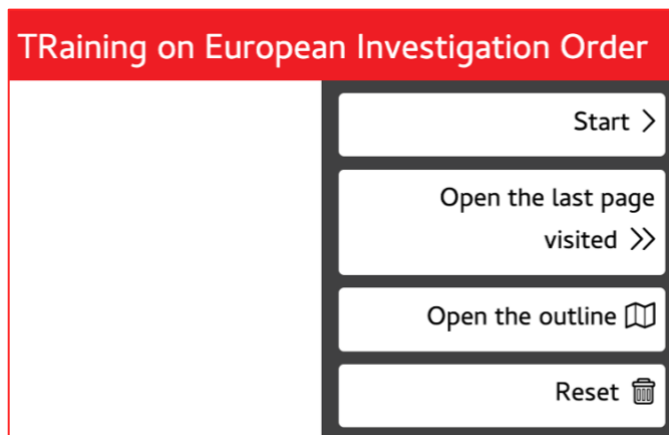 TRaining on European Investigation Order
Start
Open the last page
visited
Open the outline
Reset